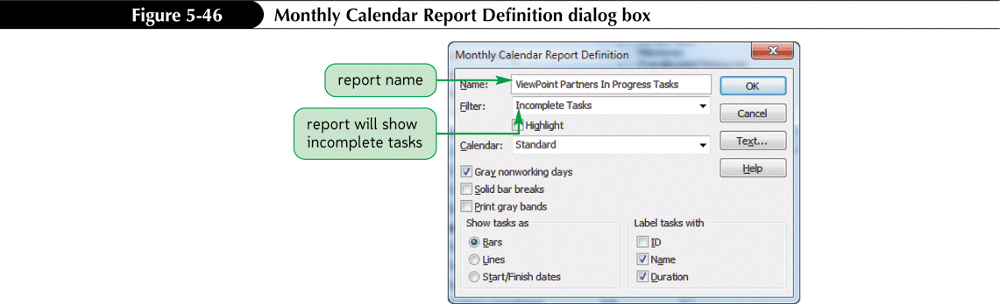 Figure 5-46 Monthly Calendar Report Definition dialog box
Monthly Calendar Report Definition
report name
Name: ViewPoint Partners In Progress Tasks OK
Filter: Incomplete Tasks Cancel
report will show
incomplete tasks
Highlight
Calendar: Standard Text...
Gray nonworking days Help
Solid bar breaks
Print gray bands
Show tasks as Label tasks with
Bars ID
Lines Name
Start/Finish dates Duration